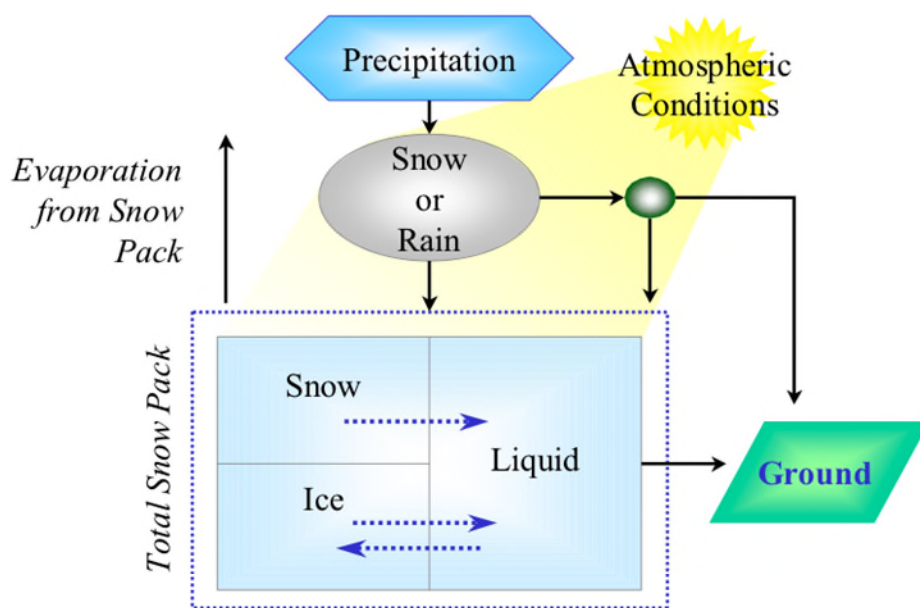 Precipitation
Atmospheric
Conditions
Evaporation
from Snow
Pack
Snow
or
Rain
Total Snow Pack
Snow
Liquid
Ice
Ground